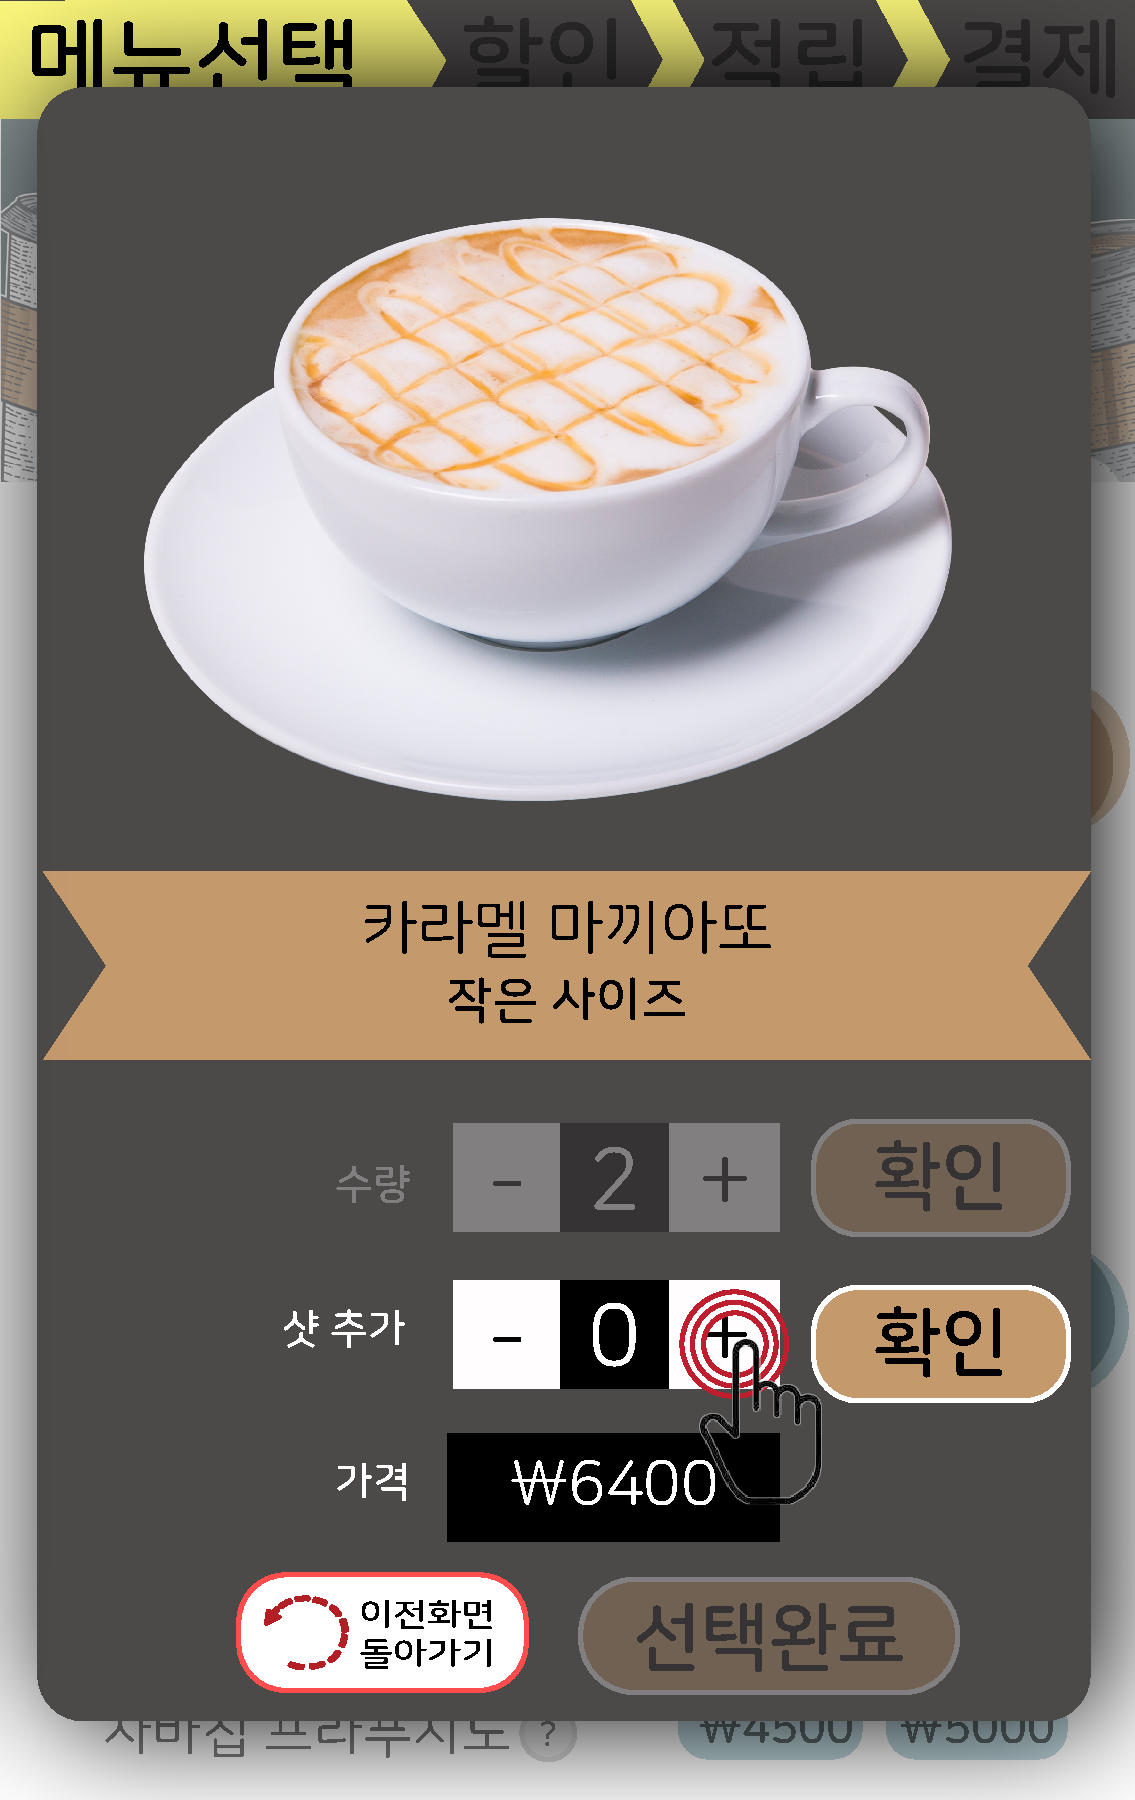 메뉴선택 할인 적립 결제
카라멜 마끼아또
작은 사이즈
수량 - 2 + 확인
샷 추가 - 0 + 확인
가격 ₩6400
이전화면
돌아가기
선택완료
자바칩 프라푸치노 ? ₩4500 ₩5000